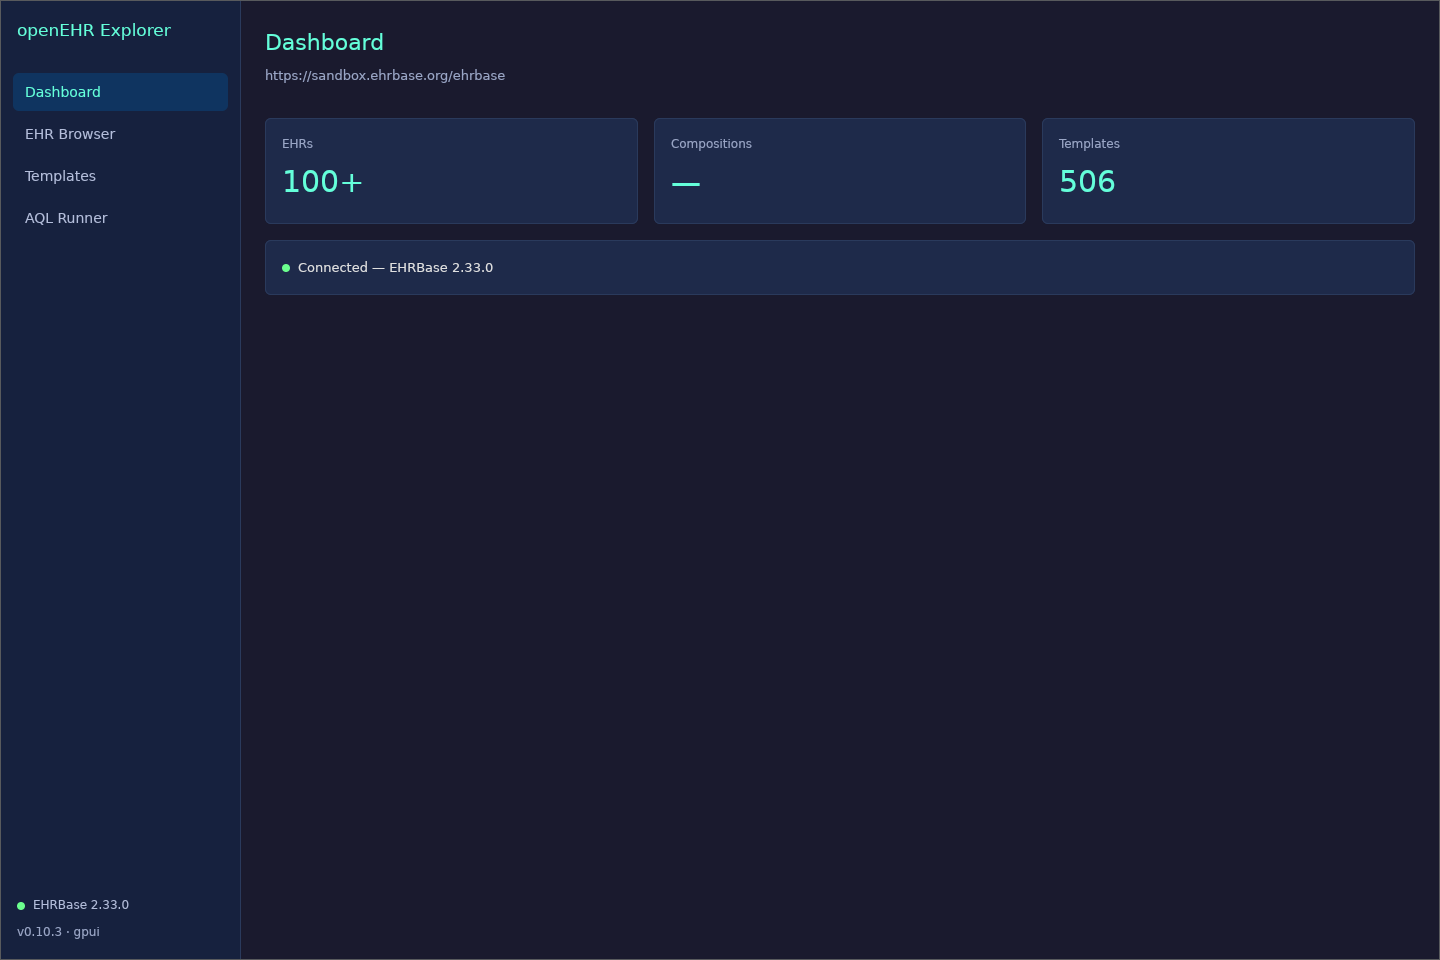 openEHR Explorer
Dashboard
EHR Browser
Templates
AQL Runner
EHRBase 2.33.0
v0.10.3 · gpui
Dashboard
https://sandbox.ehrbase.org/ehrbase
EHRs
100+
Compositions
—
Templates
506
Connected — EHRBase 2.33.0